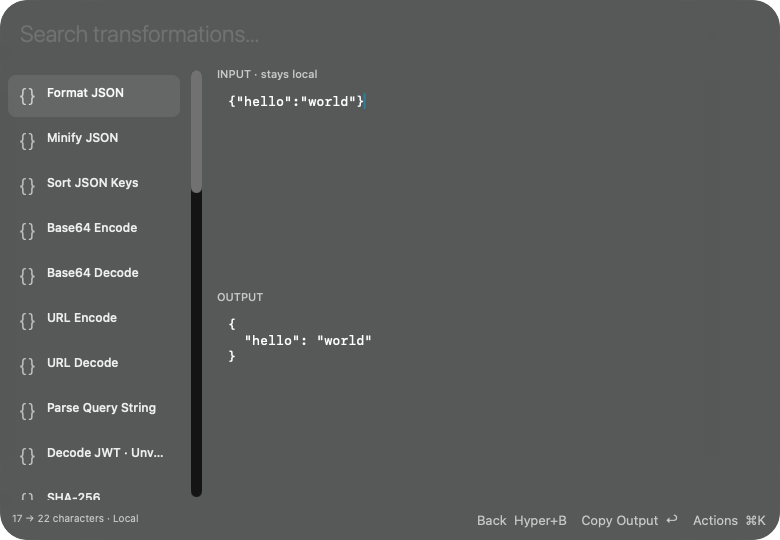 Search transformations...
INPUT · stays local
{"hello":"world"}
{} Format JSON
{} Minify JSON
{} Sort JSON Keys
{} Base64 Encode
{} Base64 Decode
{} URL Encode
{} URL Decode
{} Parse Query String
{} Decode JWT · Unv...
{} SHA-256
OUTPUT
{
  "hello": "world"
}
17 → 22 characters · Local
Back Hyper+B Copy Output ↩ Actions ⌘K